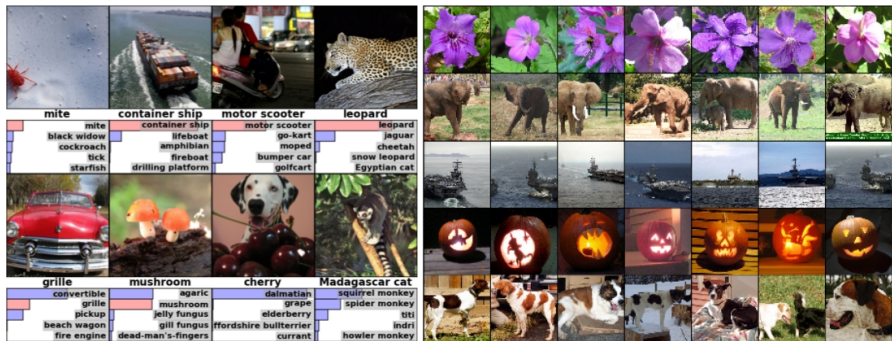 mite container ship motor scooter leopard
mite container ship motor scooter leopard
black widow lifeboat go-kart jaguar
cockroach amphibian moped cheetah
tick fireboat bumper car snow leopard
starfish drilling platform golfcart Egyptian cat
grille mushroom cherry Madagascar cat
convertible agaric dalmatian squirrel monkey
grille mushroom grape spider monkey
pickup jelly fungus elderberry titi
beach wagon gill fungus ffordshire bullterrier indri
fire engine dead-man's-fingers currant howler monkey